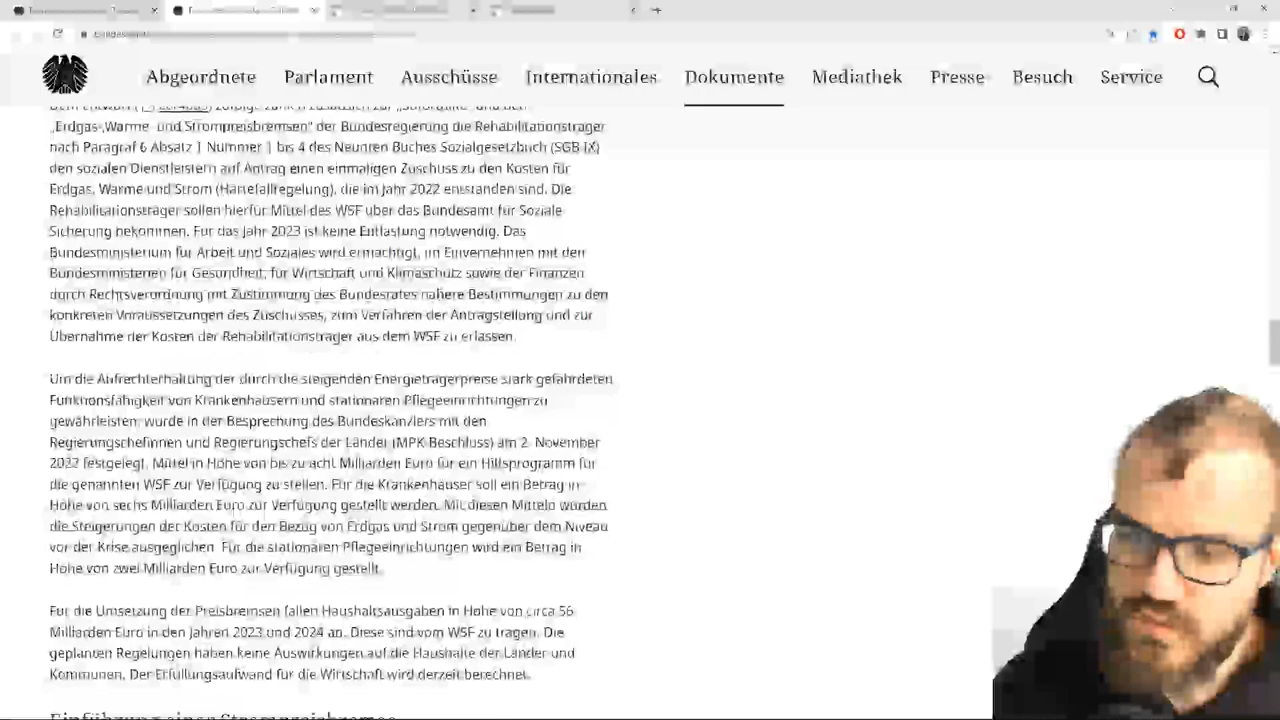 Abgeordnete Parlament Ausschüsse Internationales Dokumente Mediathek Presse Besuch Service
„Erdgas-,Wärme- und Strompreisbremsen“ der Bundesregierung die Rehabilitationsträger
nach Paragraf 6 Absatz 1 Nummer 1 bis 4 des Neunten Buches Sozialgesetzbuch (SGB IX)
den sozialen Dienstleistern auf Antrag einen einmaligen Zuschuss zu den Kosten für
Erdgas, Wärme und Strom (Härtefallregelung), die im Jahr 2022 entstanden sind. Die
Rehabilitationsträger sollen hierfür Mittel des WSF über das Bundesamt für Soziale
Sicherung bekommen. Für das Jahr 2023 ist keine Entlastung notwendig. Das
Bundesministerium für Arbeit und Soziales wird ermächtigt, im Einvernehmen mit den
Bundesministerien für Gesundheit, für Wirtschaft und Klimaschutz sowie der Finanzen
durch Rechtsverordnung mit Zustimmung des Bundesrates nähere Bestimmungen zu den
konkreten Voraussetzungen des Zuschusses, zum Verfahren der Antragstellung und zur
Übernahme der Kosten der Rehabilitationsträger aus dem WSF zu erlassen.
Um die Aufrechterhaltung der durch die steigenden Energieträgerpreise stark gefährdeten
Funktionsfähigkeit von Krankenhäusern und stationären Pflegeeinrichtungen zu
gewährleisten, wurde in der Besprechung des Bundeskanzlers mit den
Regierungschefinnen und Regierungschefs der Länder (MPK-Beschluss) am 2. November
2022 festgelegt, Mittel in Höhe von bis zu acht Milliarden Euro für ein Hilfsprogramm für
die genannten WSF zur Verfügung zu stellen. Für die Krankenhäuser soll ein Betrag in
Höhe von sechs Milliarden Euro zur Verfügung gestellt werden. Mit diesen Mitteln würden
die Steigerungen der Kosten für den Bezug von Erdgas und Strom gegenüber dem Niveau
vor der Krise ausgeglichen. Für die stationären Pflegeeinrichtungen wird ein Betrag in
Höhe von zwei Milliarden Euro zur Verfügung gestellt.
Für die Umsetzung der Preisbremsen fallen Haushaltsausgaben in Höhe von circa 56
Milliarden Euro in den Jahren 2023 und 2024 an. Diese sind vom WSF zu tragen. Die
geplanten Regelungen haben keine Auswirkungen auf die Haushalte der Länder und
Kommunen. Der Erfüllungsaufwand für die Wirtschaft wird derzeit berechnet.
Einführung einer Strompreisbremse